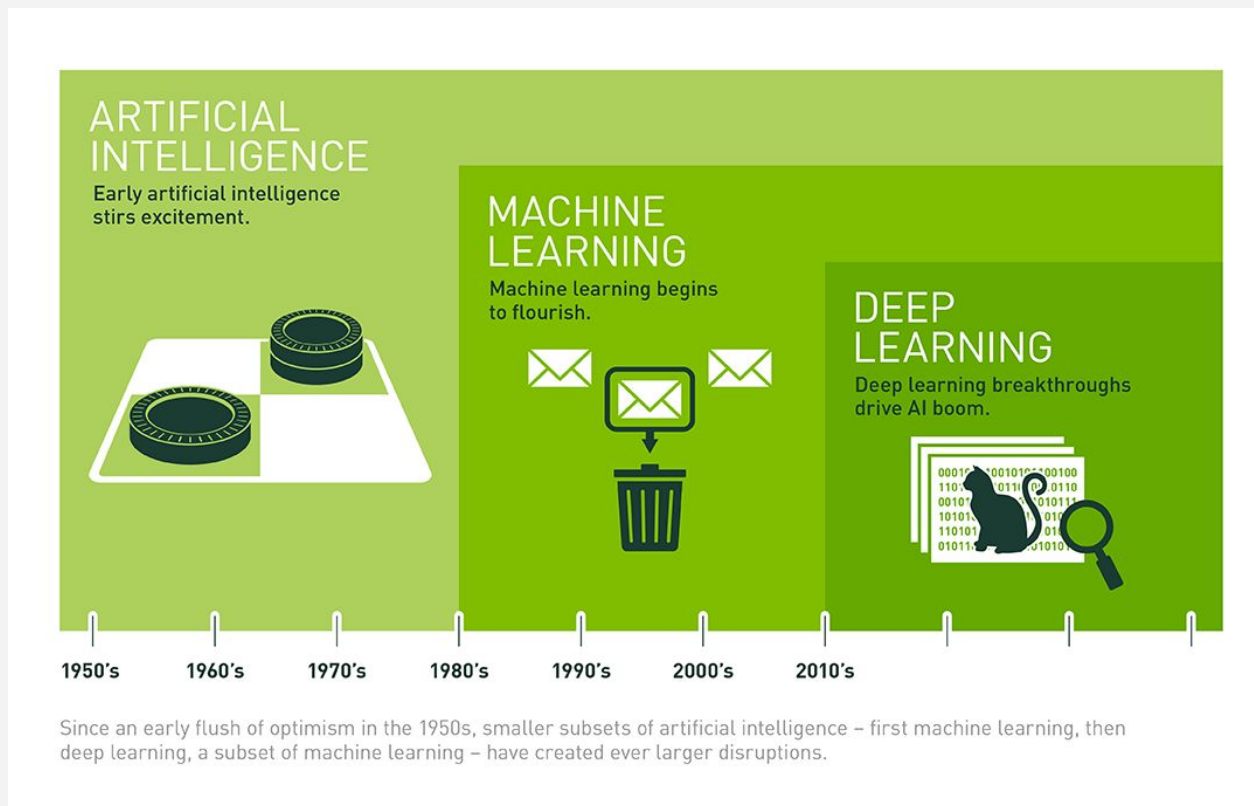 ARTIFICIAL
INTELLIGENCE
Early artificial intelligence
stirs excitement.
MACHINE
LEARNING
Machine learning begins
to flourish.
DEEP
LEARNING
Deep learning breakthroughs
drive AI boom.
1950's 1960's 1970's 1980's 1990's 2000's 2010's
Since an early flush of optimism in the 1950s, smaller subsets of artificial intelligence – first machine learning, then
deep learning, a subset of machine learning – have created ever larger disruptions.